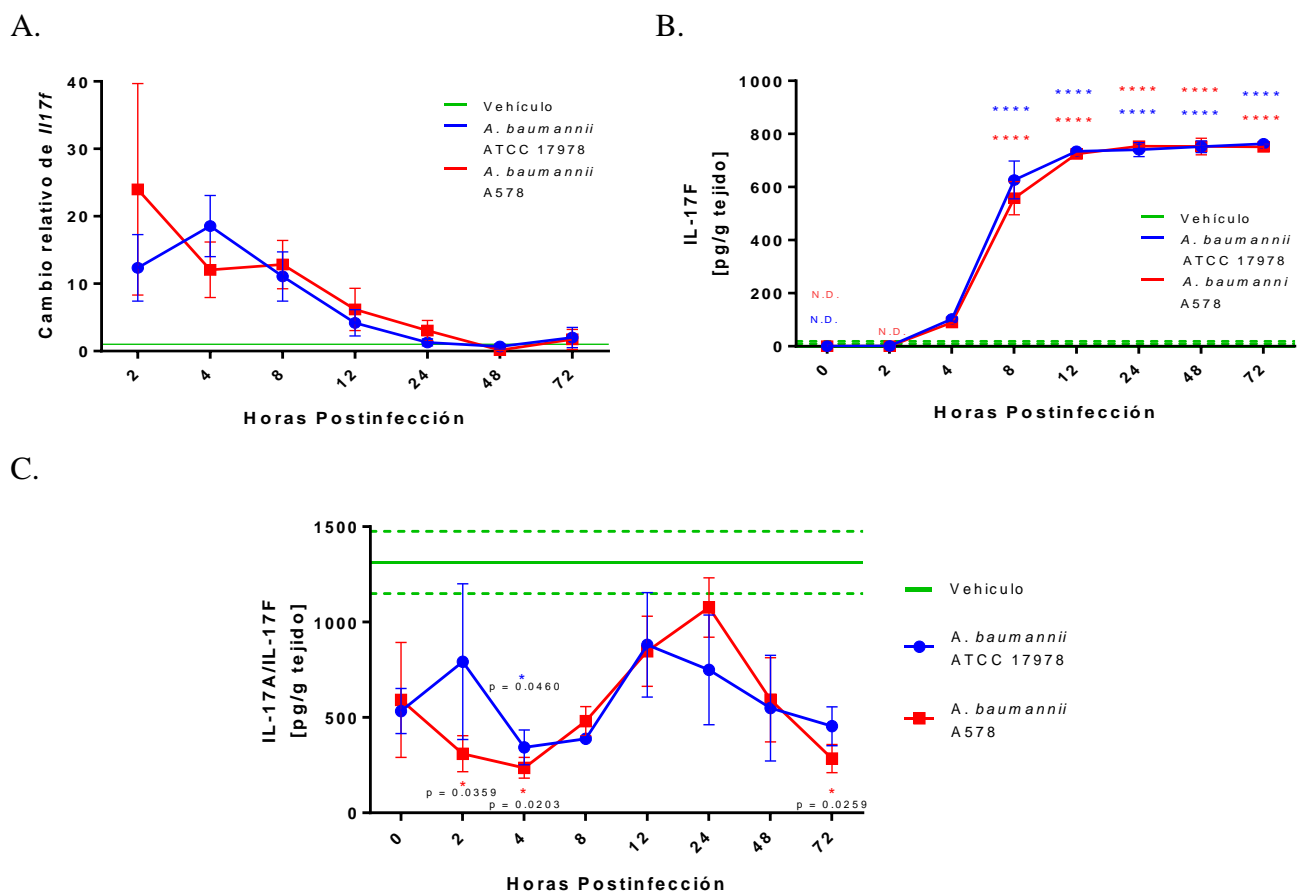 A.
40
30
20
10
0
Cambio relativo de Il17f
Vehículo
A. baumannii
ATCC 17978
A. baumannii
A578
2
4
8
12
24
48
72
Horas Postinfección
B.
1000
800
600
400
200
0
IL-17F
[pg/g tejido]
**** **** **** **** ****
**** **** **** **** ****
N.D.
N.D.
N.D.
Vehículo
A. baumannii
ATCC 17978
A. baumanni
A578
0
2
4
8
12
24
48
72
Horas Postinfección
C.
1500
1000
500
0
IL-17A/IL-17F
[pg/g tejido]
*
p = 0.0460
*
p = 0.0359
*
p = 0.0203
*
p = 0.0259
Vehiculo
A. baumannii
ATCC 17978
A. baumannii
A578
0
2
4
8
12
24
48
72
Horas Postinfección